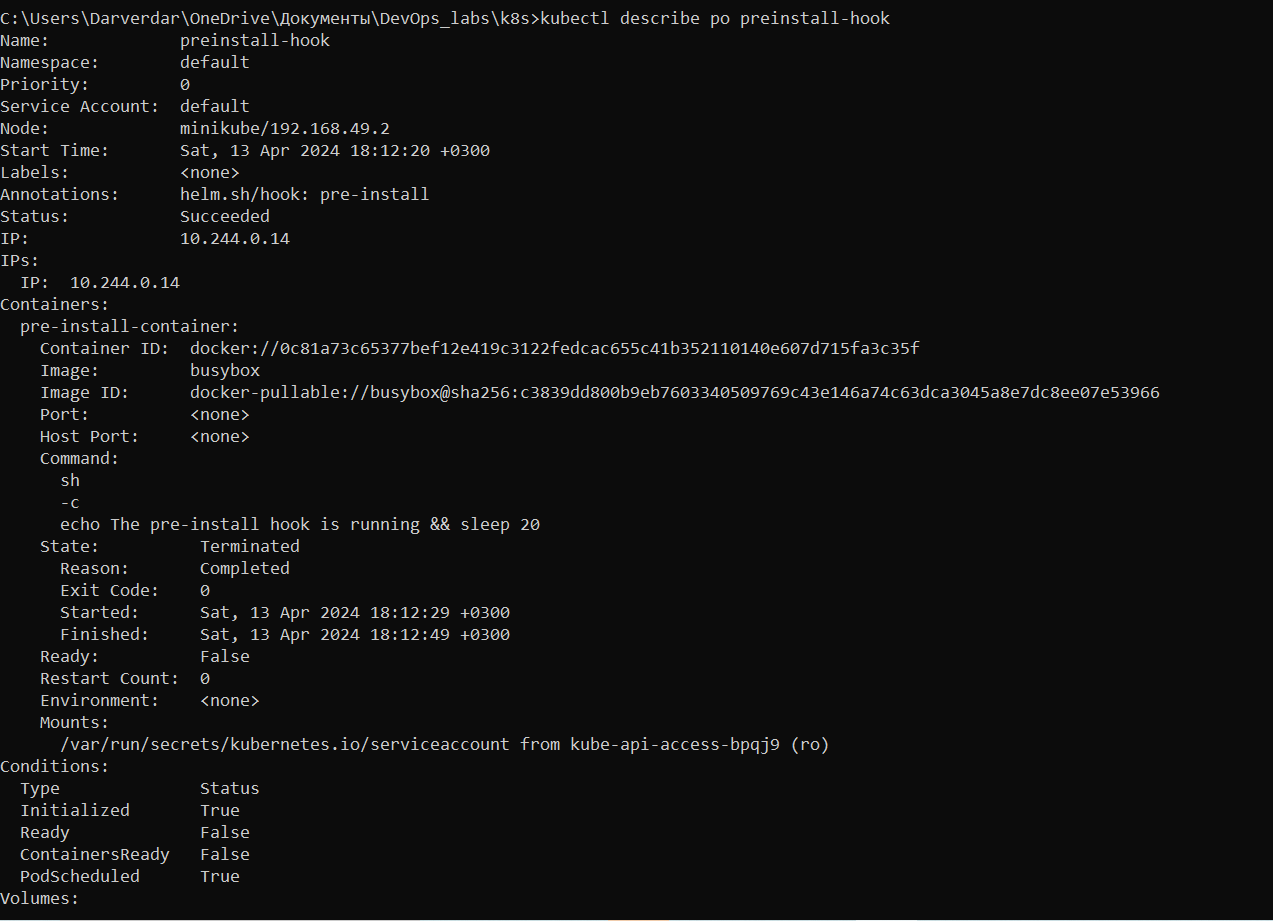 C:\Users\Darverdar\OneDrive\Документы\DevOps_labs\k8s>kubectl describe po preinstall-hook
Name:             preinstall-hook
Namespace:        default
Priority:         0
Service Account:  default
Node:             minikube/192.168.49.2
Start Time:       Sat, 13 Apr 2024 18:12:20 +0300
Labels:           <none>
Annotations:      helm.sh/hook: pre-install
Status:           Succeeded
IP:               10.244.0.14
IPs:
  IP:  10.244.0.14
Containers:
  pre-install-container:
    Container ID:  docker://0c81a73c65377bef12e419c3122fedcac655c41b352110140e607d715fa3c35f
    Image:         busybox
    Image ID:      docker-pullable://busybox@sha256:c3839dd800b9eb7603340509769c43e146a74c63dca3045a8e7dc8ee07e53966
    Port:          <none>
    Host Port:     <none>
    Command:
      sh
      -c
      echo The pre-install hook is running && sleep 20
    State:          Terminated
      Reason:       Completed
      Exit Code:    0
      Started:      Sat, 13 Apr 2024 18:12:29 +0300
      Finished:     Sat, 13 Apr 2024 18:12:49 +0300
    Ready:          False
    Restart Count:  0
    Environment:    <none>
    Mounts:
      /var/run/secrets/kubernetes.io/serviceaccount from kube-api-access-bpqj9 (ro)
Conditions:
  Type              Status
  Initialized       True
  Ready             False
  ContainersReady   False
  PodScheduled      True
Volumes: